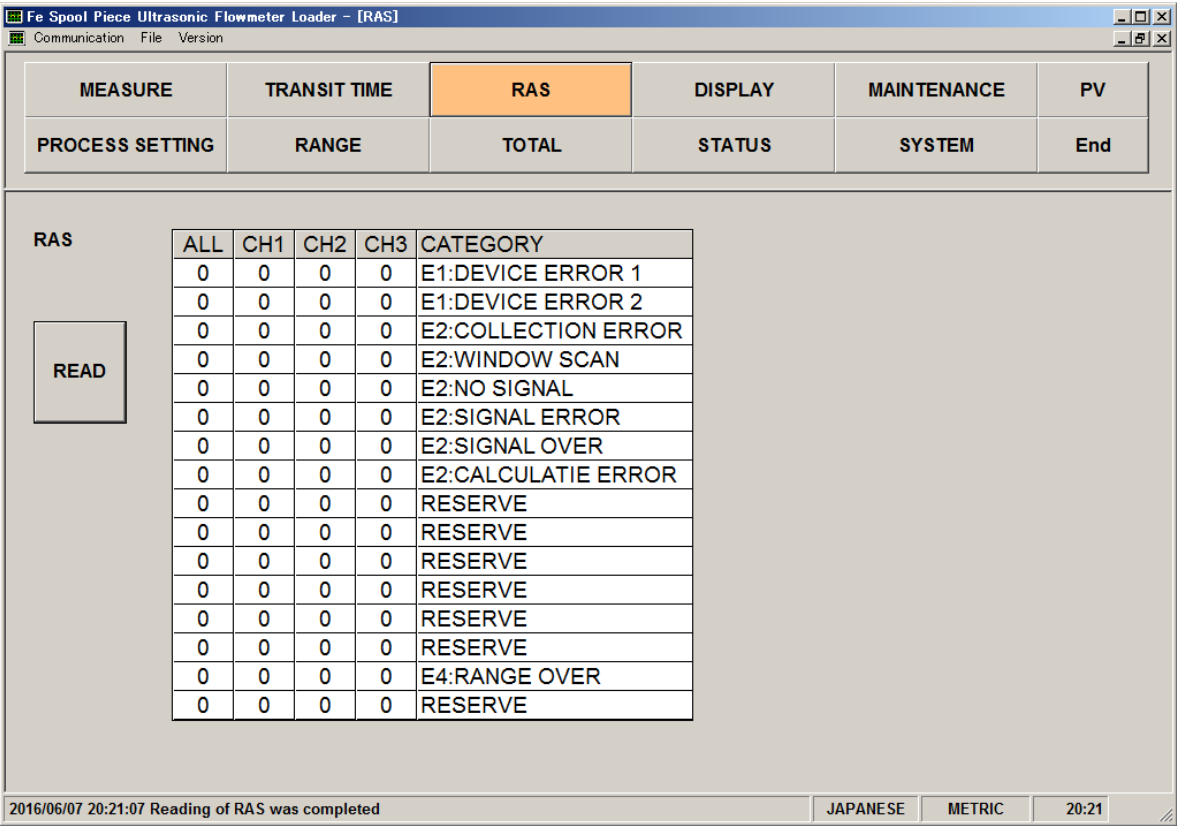 Fe Spool Piece Ultrasonic Flowmeter Loader - [RAS]
Communication File Version
MEASURE TRANSIT TIME RAS DISPLAY MAINTENANCE PV
PROCESS SETTING RANGE TOTAL STATUS SYSTEM End
RAS
READ
ALL CH1 CH2 CH3 CATEGORY
0 0 0 0 E1:DEVICE ERROR 1
0 0 0 0 E1:DEVICE ERROR 2
0 0 0 0 E2:COLLECTION ERROR
0 0 0 0 E2:WINDOW SCAN
0 0 0 0 E2:NO SIGNAL
0 0 0 0 E2:SIGNAL ERROR
0 0 0 0 E2:SIGNAL OVER
0 0 0 0 E2:CALCULATIE ERROR
0 0 0 0 RESERVE
0 0 0 0 RESERVE
0 0 0 0 RESERVE
0 0 0 0 RESERVE
0 0 0 0 RESERVE
0 0 0 0 RESERVE
0 0 0 0 E4:RANGE OVER
0 0 0 0 RESERVE
2016/06/07 20:21:07 Reading of RAS was completed JAPANESE METRIC 20:21